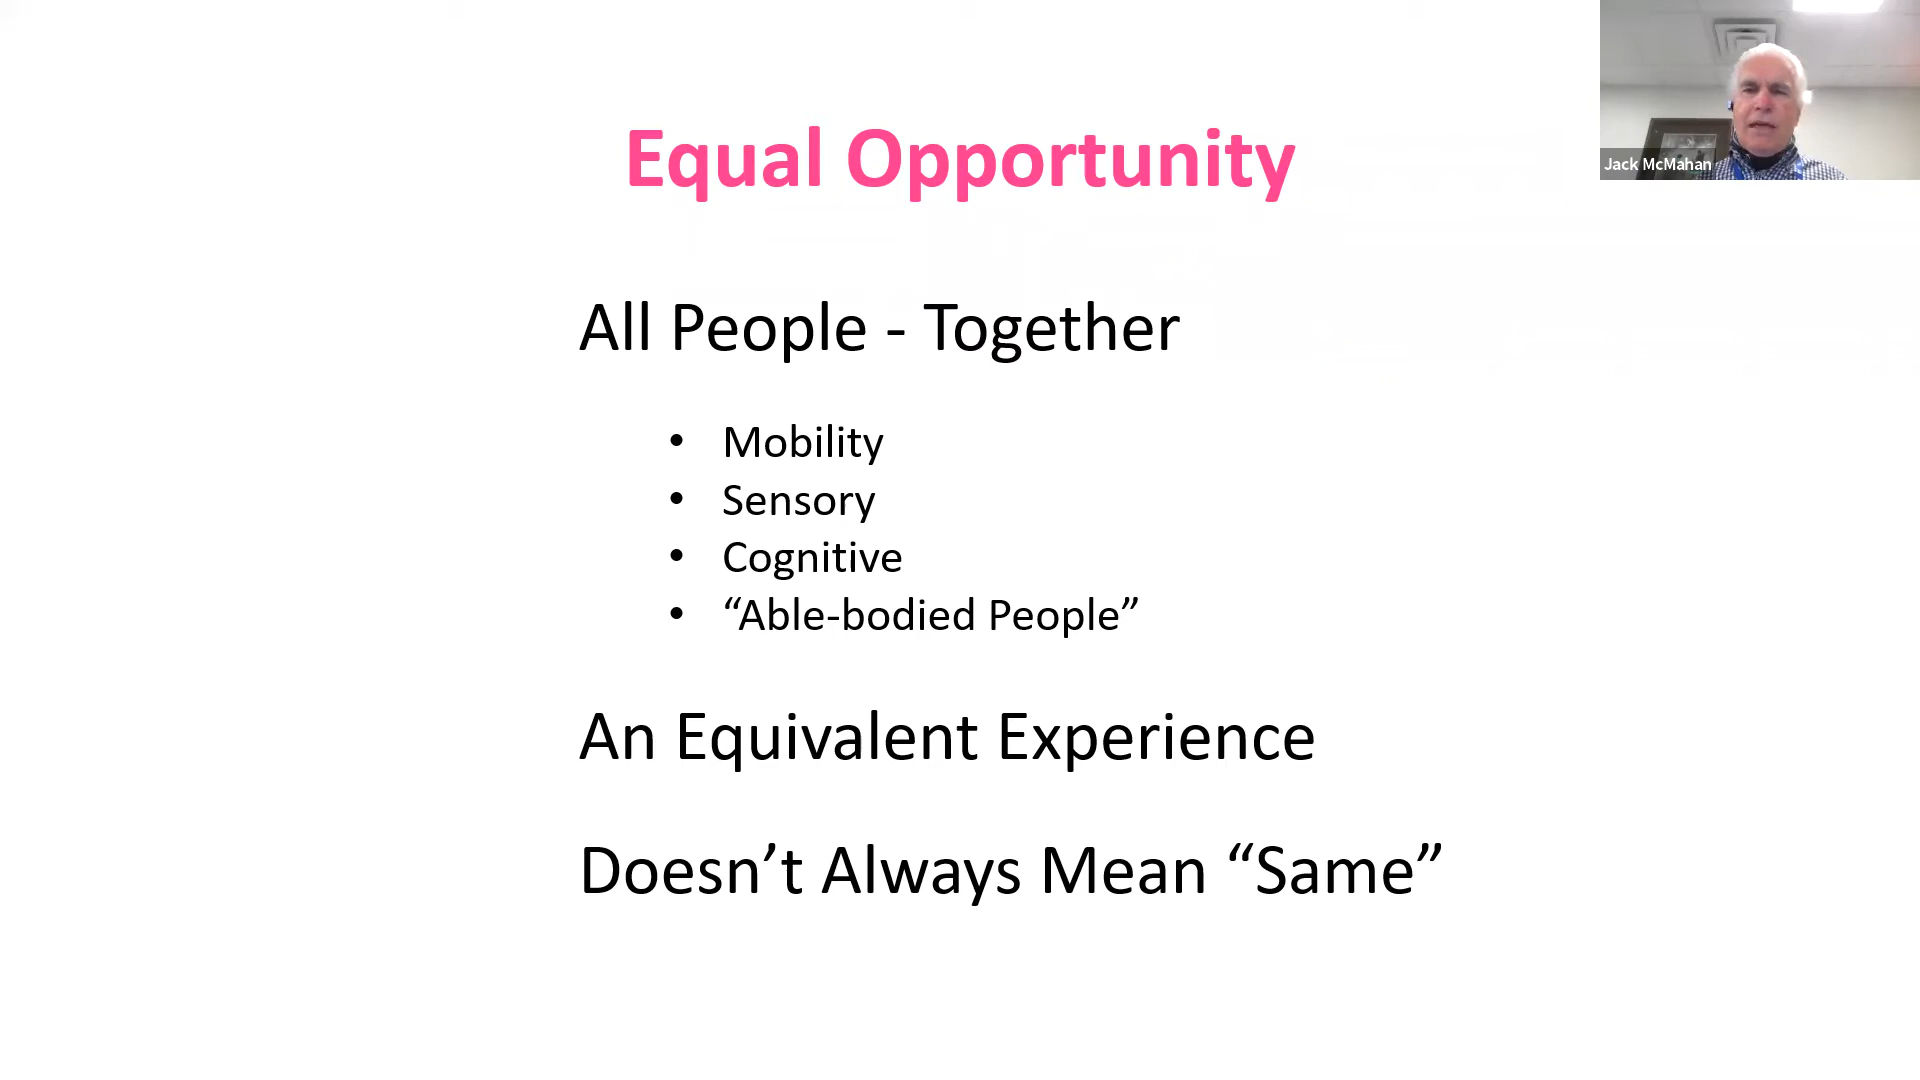 Equal Opportunity
Jack McMahan
All People - Together
• Mobility
• Sensory
• Cognitive
• “Able-bodied People”
An Equivalent Experience
Doesn’t Always Mean “Same”